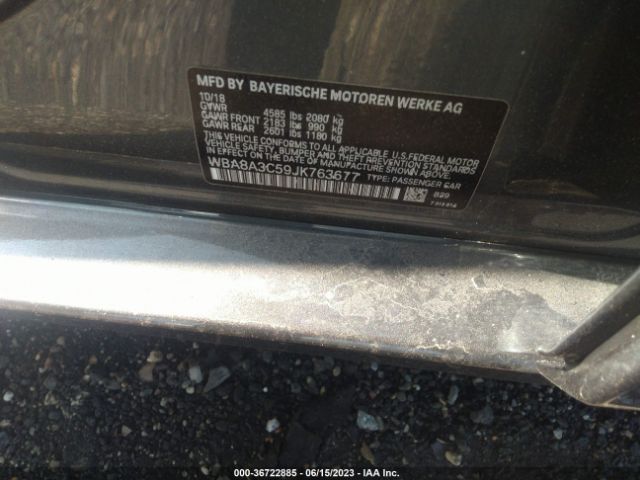 MFD BY BAYERISCHE MOTOREN WERKE AG
10/18
GVWR 4585 lbs 2080 kg
GAWR FRONT 2183 lbs 990 kg
GAWR REAR 2601 lbs 1180 kg
THIS VEHICLE CONFORMS TO ALL APPLICABLE U.S. FEDERAL MOTOR
VEHICLE SAFETY, BUMPER, AND THEFT PREVENTION STANDARDS
IN EFFECT ON THE DATE OF MANUFACTURE SHOWN ABOVE.
WBA8A3C59JK763677 TYPE: PASSENGER CAR
000-36722885 - 06/15/2023 - IAA Inc.